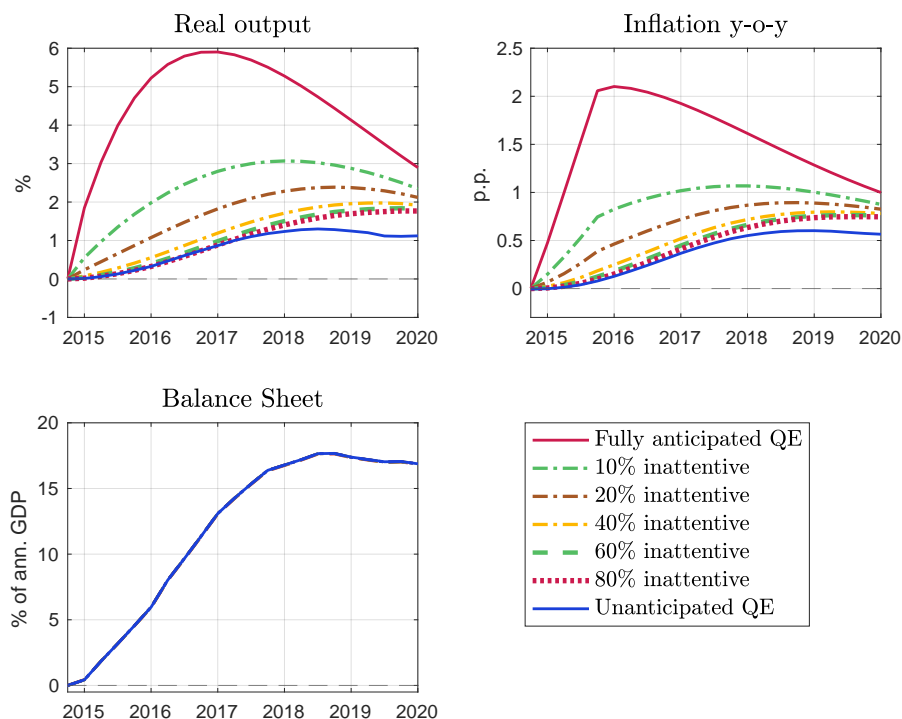 Real output
6
5
4
3
2
1
0
-1
%
2015 2016 2017 2018 2019 2020
Inflation y-o-y
2.5
2
1.5
1
0.5
0
p.p.
2015 2016 2017 2018 2019 2020
Balance Sheet
20
15
10
5
0
% of ann. GDP
2015 2016 2017 2018 2019 2020
Fully anticipated QE
10% inattentive
20% inattentive
40% inattentive
60% inattentive
80% inattentive
Unanticipated QE